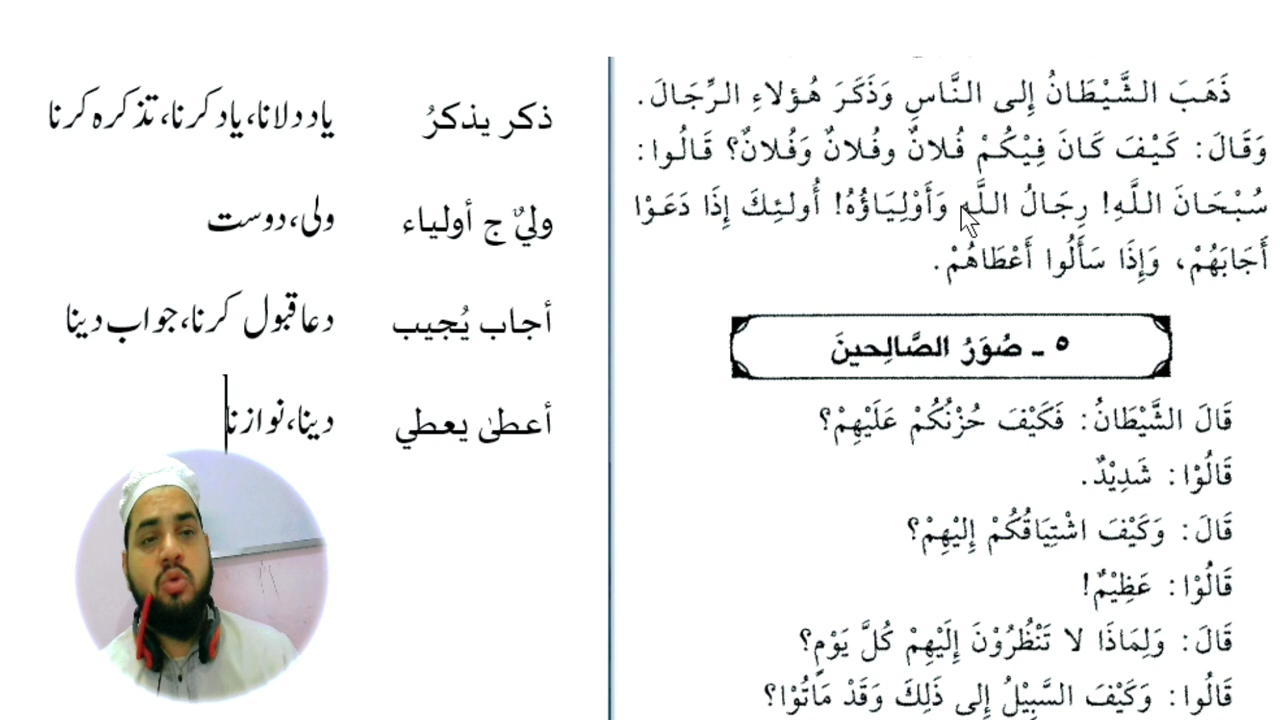 ذَهَبَ الشَّيْطَانُ إِلى النَّاسِ وَذَكَرَ هٰؤلاءِ الرِّجَالَ.
وَقَالَ: كَيْفَ كَانَ فِيْكُمْ فُلانٌ وفُلانٌ وَفُلانٌ؟ قَالُوا:
سُبْحَانَ اللَّهِ! رِجَالُ اللَّهِ وَأَوْلِيَاؤُهُ! أُولئِكَ إِذَا دَعَوْا
أَجَابَهُمْ، وَإِذَا سَأَلُوا أَعْطَاهُمْ.
٥ ـ صُوَرُ الصَّالِحينَ
قَالَ الشَّيْطَانُ: فَكَيْفَ حُزْنُكُمْ عَلَيْهِمْ؟
قَالُوْا: شَدِيْدٌ.
قَالَ: وَكَيْفَ اشْتِيَاقُكُمْ إِلَيْهِمْ؟
قَالُوْا: عَظِيْمٌ!
قَالَ: وَلِمَاذَا لا تَنْظُرُوْنَ إِلَيْهِمْ كُلَّ يَوْمٍ؟
قَالُوا: وَكَيْفَ السَّبِيْلُ إِلى ذَلِكَ وَقَدْ مَاتُوْا؟
ذكر يذكرُ یاد دلانا، یاد کرنا، تذکرہ کرنا
وليٌ ج أولياء ولی، دوست
أجاب يُجيب دعا قبول کرنا، جواب دینا
أعطىٰ يعطي دینا، نوازنا